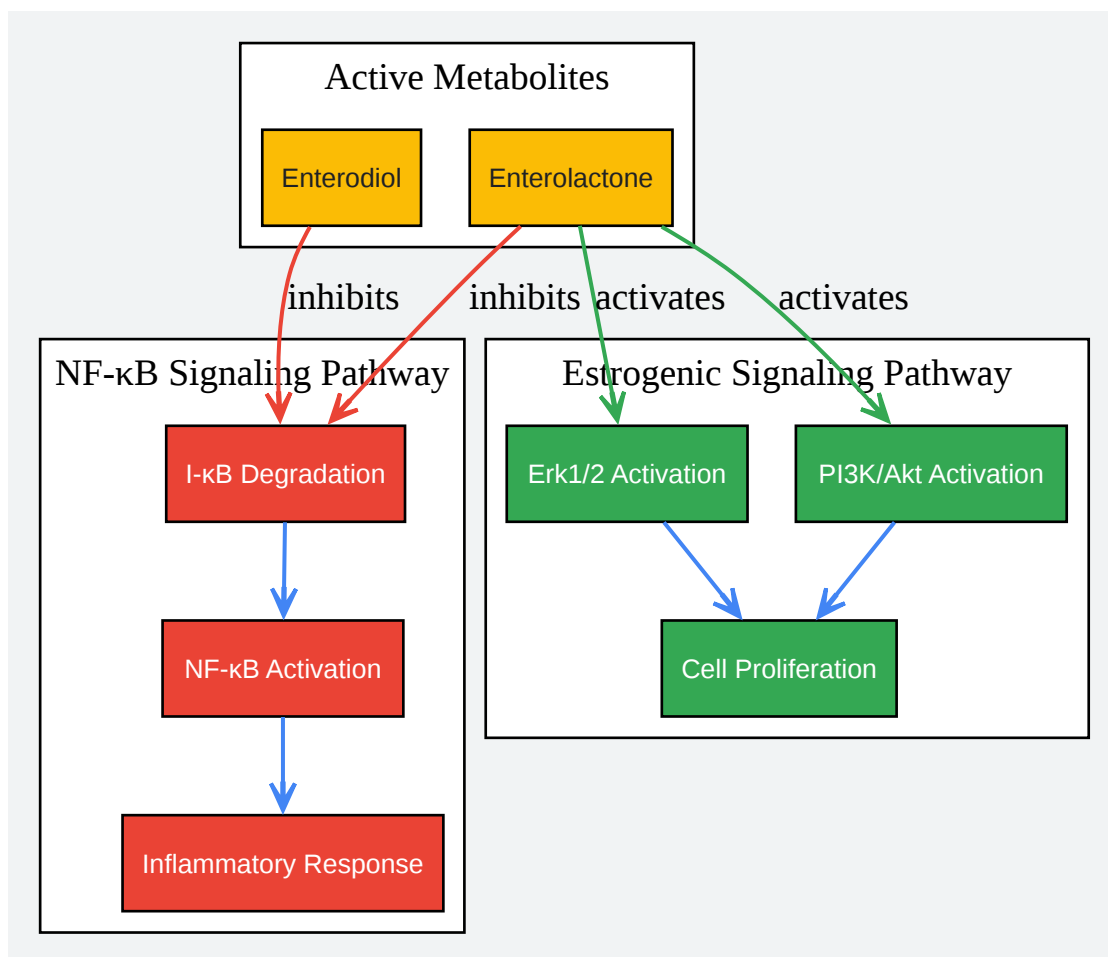 Active Metabolites
Enterodiol
Enterolactone
inhibits
inhibits
activates
activates
NF-κB Signaling Pathway
Estrogenic Signaling Pathway
I-κB Degradation
Erk1/2 Activation
PI3K/Akt Activation
NF-κB Activation
Cell Proliferation
Inflammatory Response